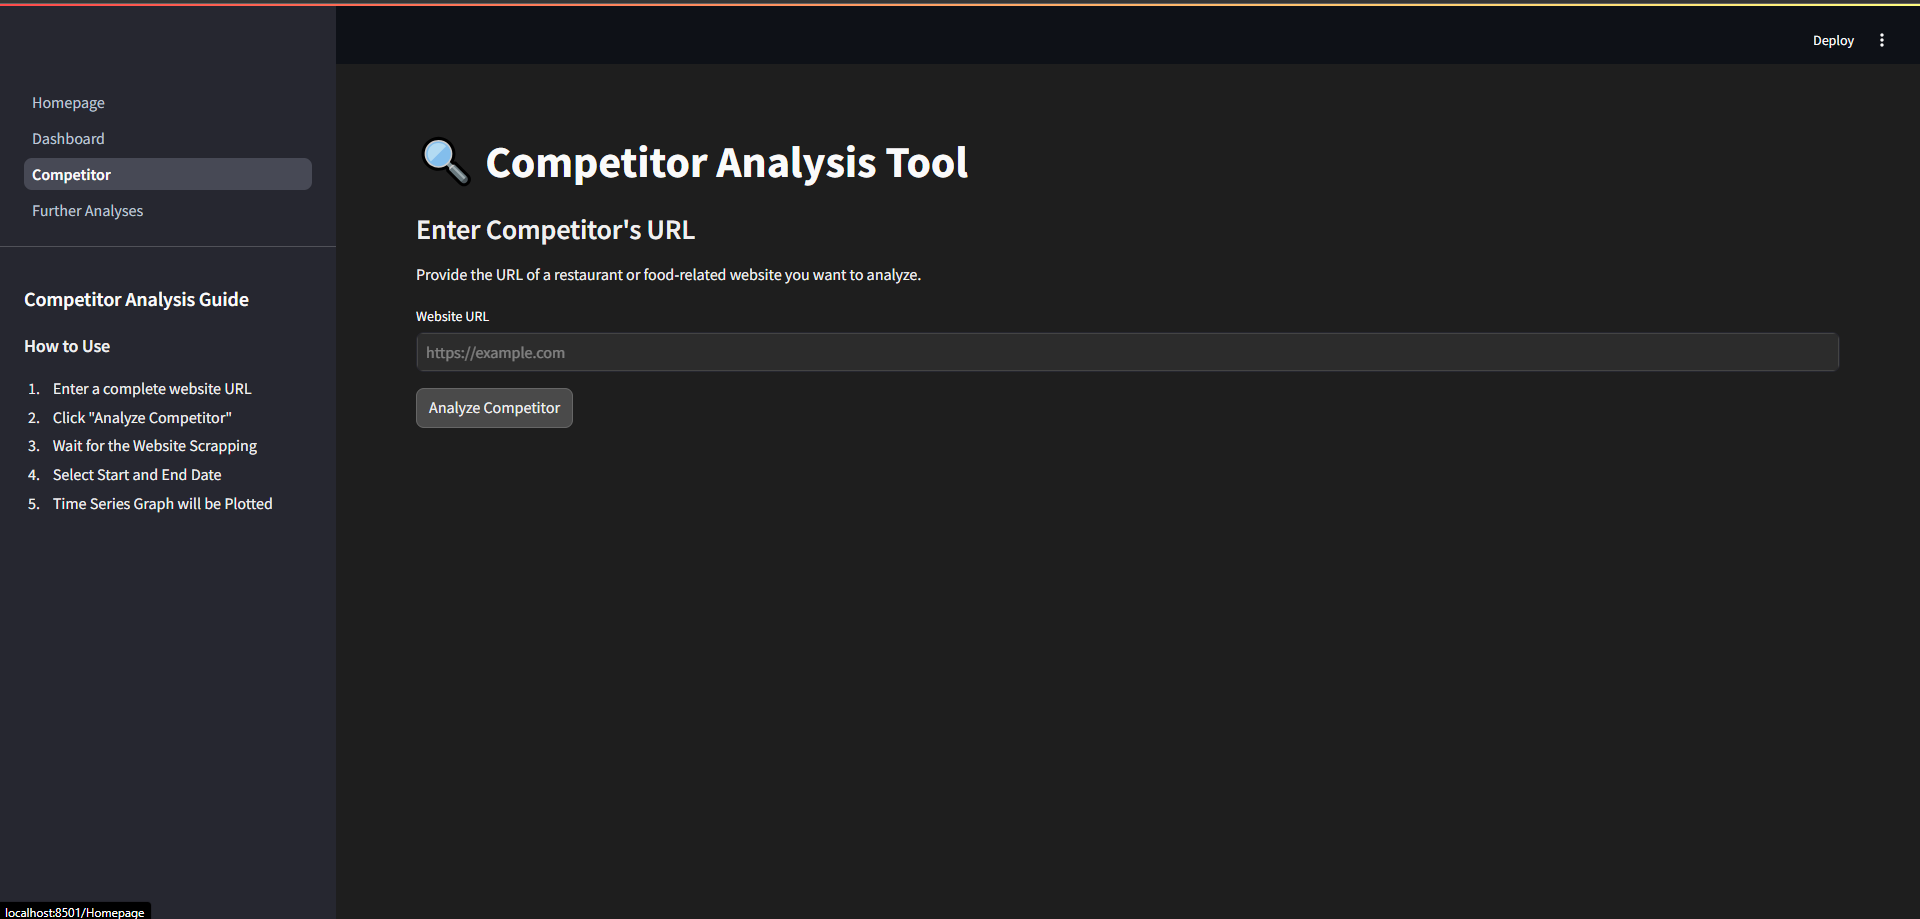 Deploy
Homepage
Dashboard
Competitor
Further Analyses
Competitor Analysis Guide
How to Use
1. Enter a complete website URL
2. Click "Analyze Competitor"
3. Wait for the Website Scrapping
4. Select Start and End Date
5. Time Series Graph will be Plotted
Competitor Analysis Tool
Enter Competitor's URL
Provide the URL of a restaurant or food-related website you want to analyze.
Website URL
https://example.com
Analyze Competitor
localhost:8501/Homepage